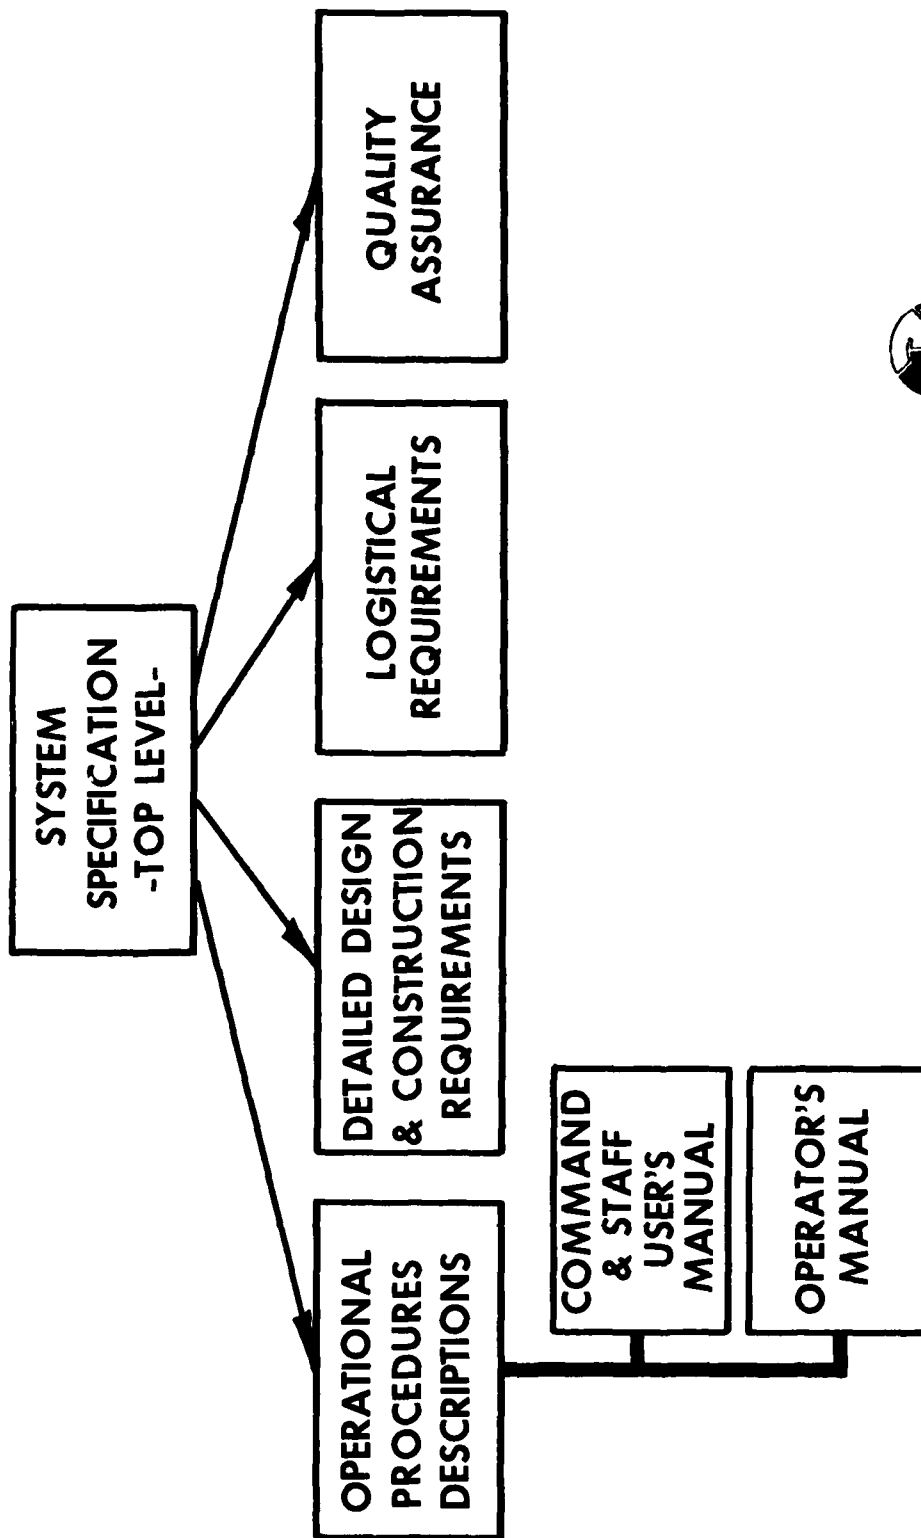 SYSTEM
SPECIFICATION
-TOP LEVEL-
OPERATIONAL
PROCEDURES
DESCRIPTIONS
DETAILED DESIGN
& CONSTRUCTION
REQUIREMENTS
LOGISTICAL
REQUIREMENTS
QUALITY
ASSURANCE
COMMAND
& STAFF
USER'S
MANUAL
OPERATOR'S
MANUAL